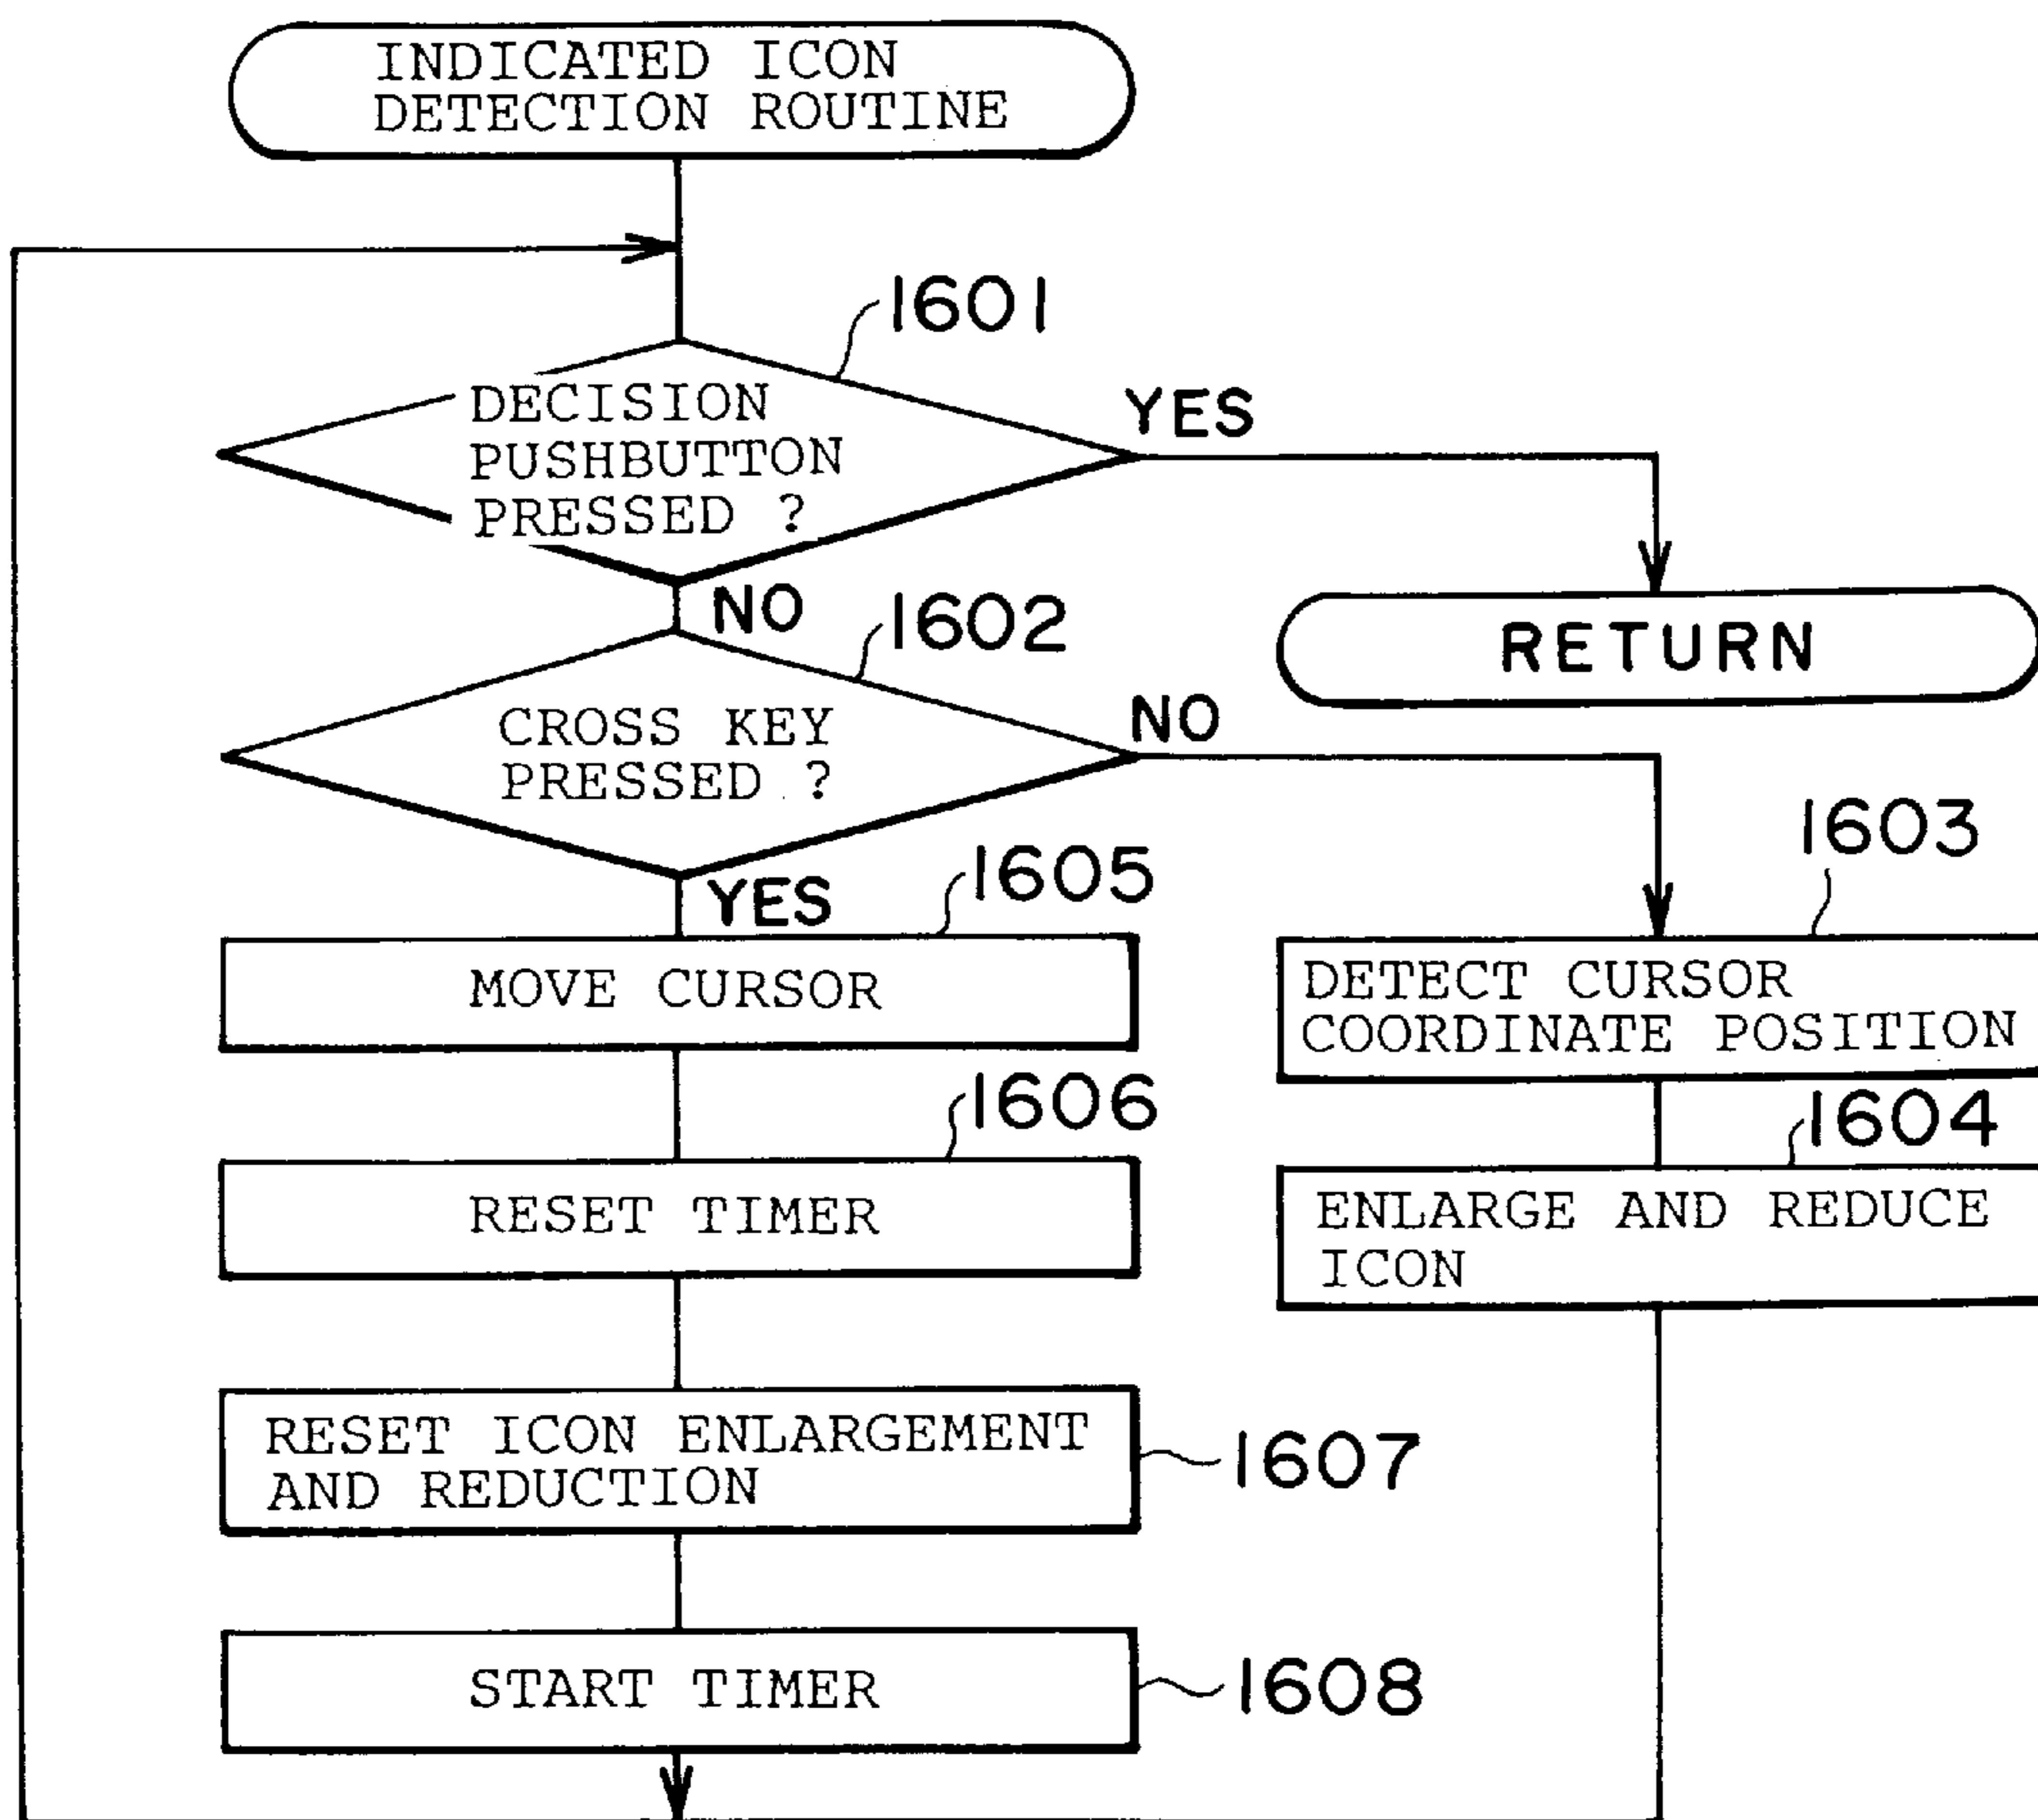 INDICATED ICON
DETECTION ROUTINE
1601
DECISION
PUSHBUTTON
PRESSED ?
YES
NO
RETURN
1602
CROSS KEY
PRESSED ?
NO
YES
1603
DETECT CURSOR
COORDINATE POSITION
1604
ENLARGE AND REDUCE
ICON
1605
MOVE CURSOR
1606
RESET TIMER
RESET ICON ENLARGEMENT
AND REDUCTION
1607
START TIMER
1608